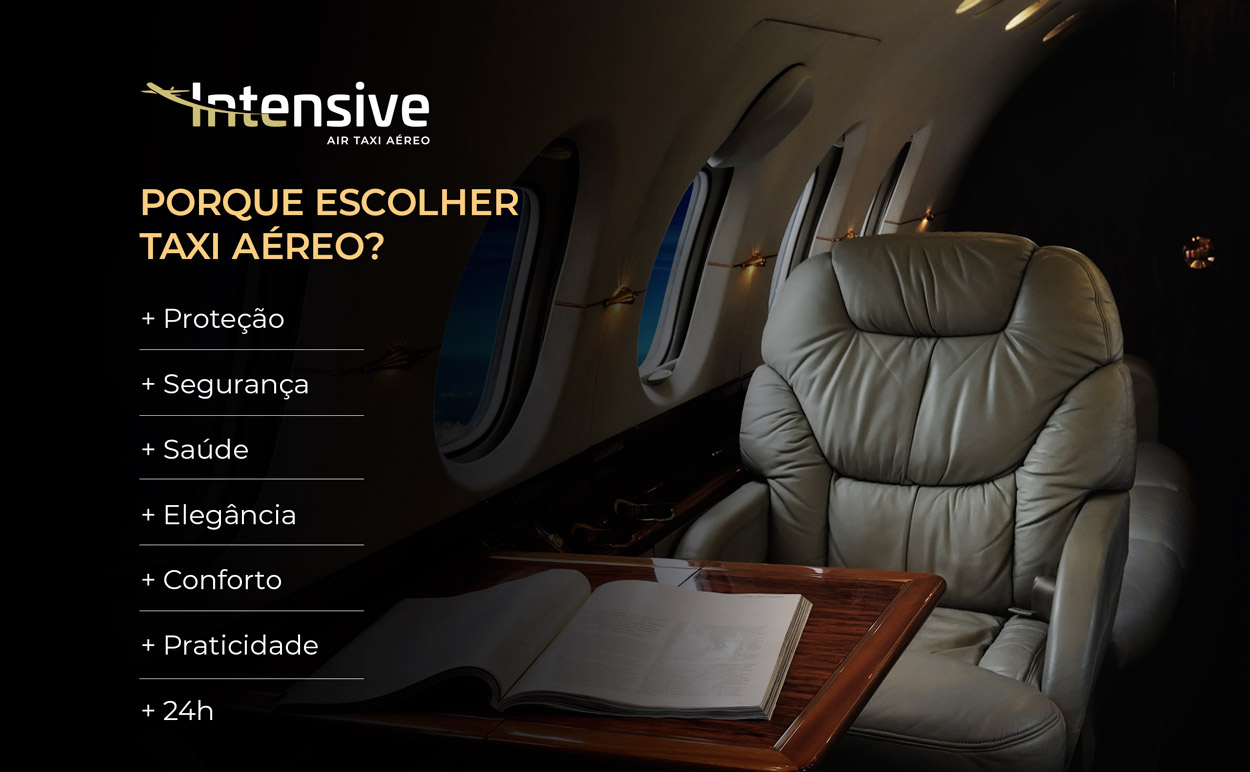 Intensive
AIR TAXI AÉREO
PORQUE ESCOLHER
TAXI AÉREO?
+ Proteção
+ Segurança
+ Saúde
+ Elegância
+ Conforto
+ Praticidade
+ 24h